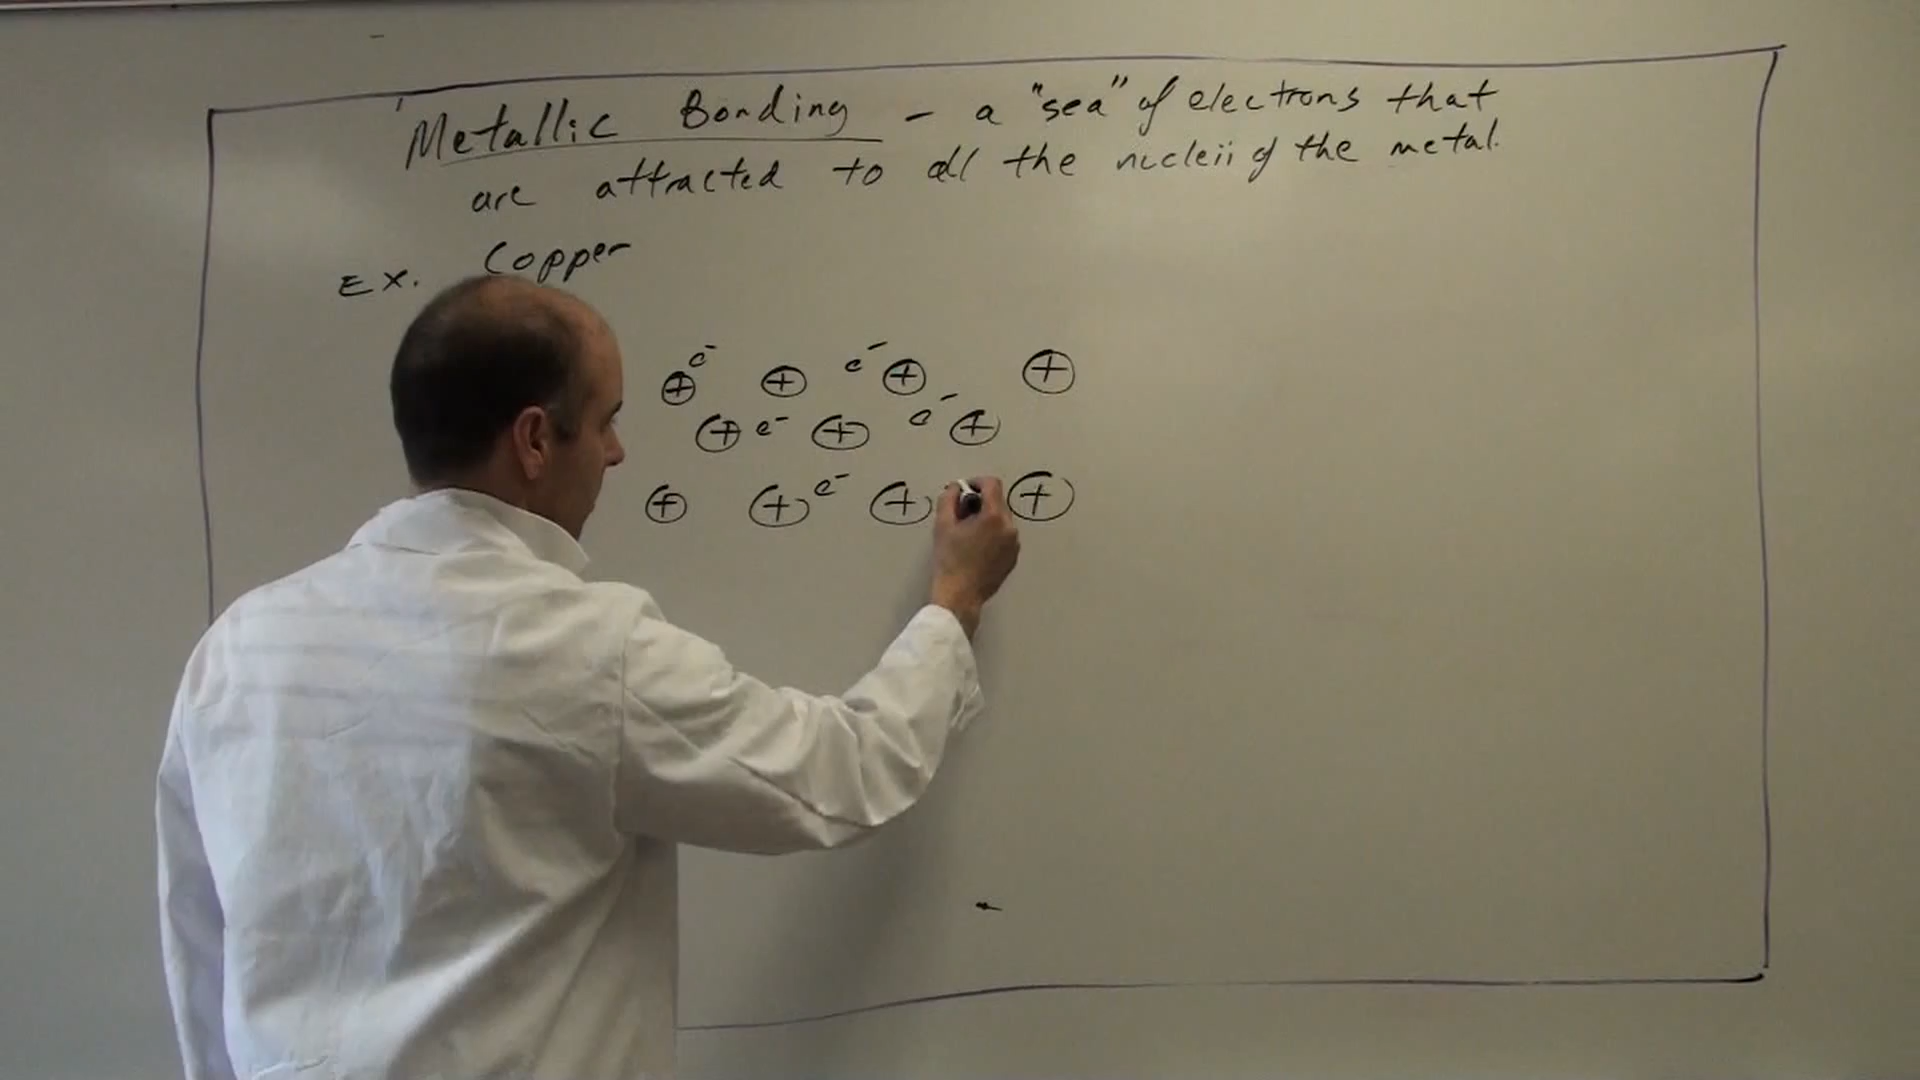 Metallic Bonding - a "sea" of electrons that
are attracted to all the nucleii of the metal.
Ex. Copper
e⁻ e⁻
+ + + +
e⁻
+ e⁻ + +
e⁻
+ + + +